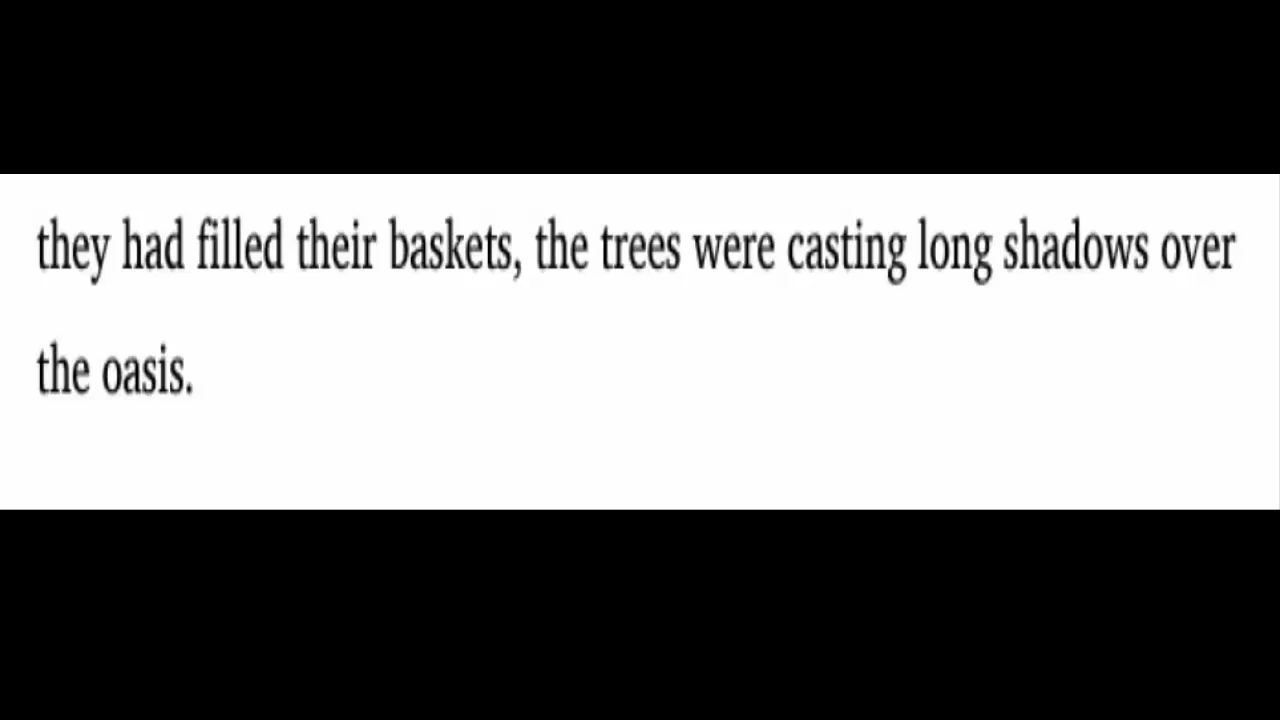 they had filled their baskets, the trees were casting long shadows over
the oasis.